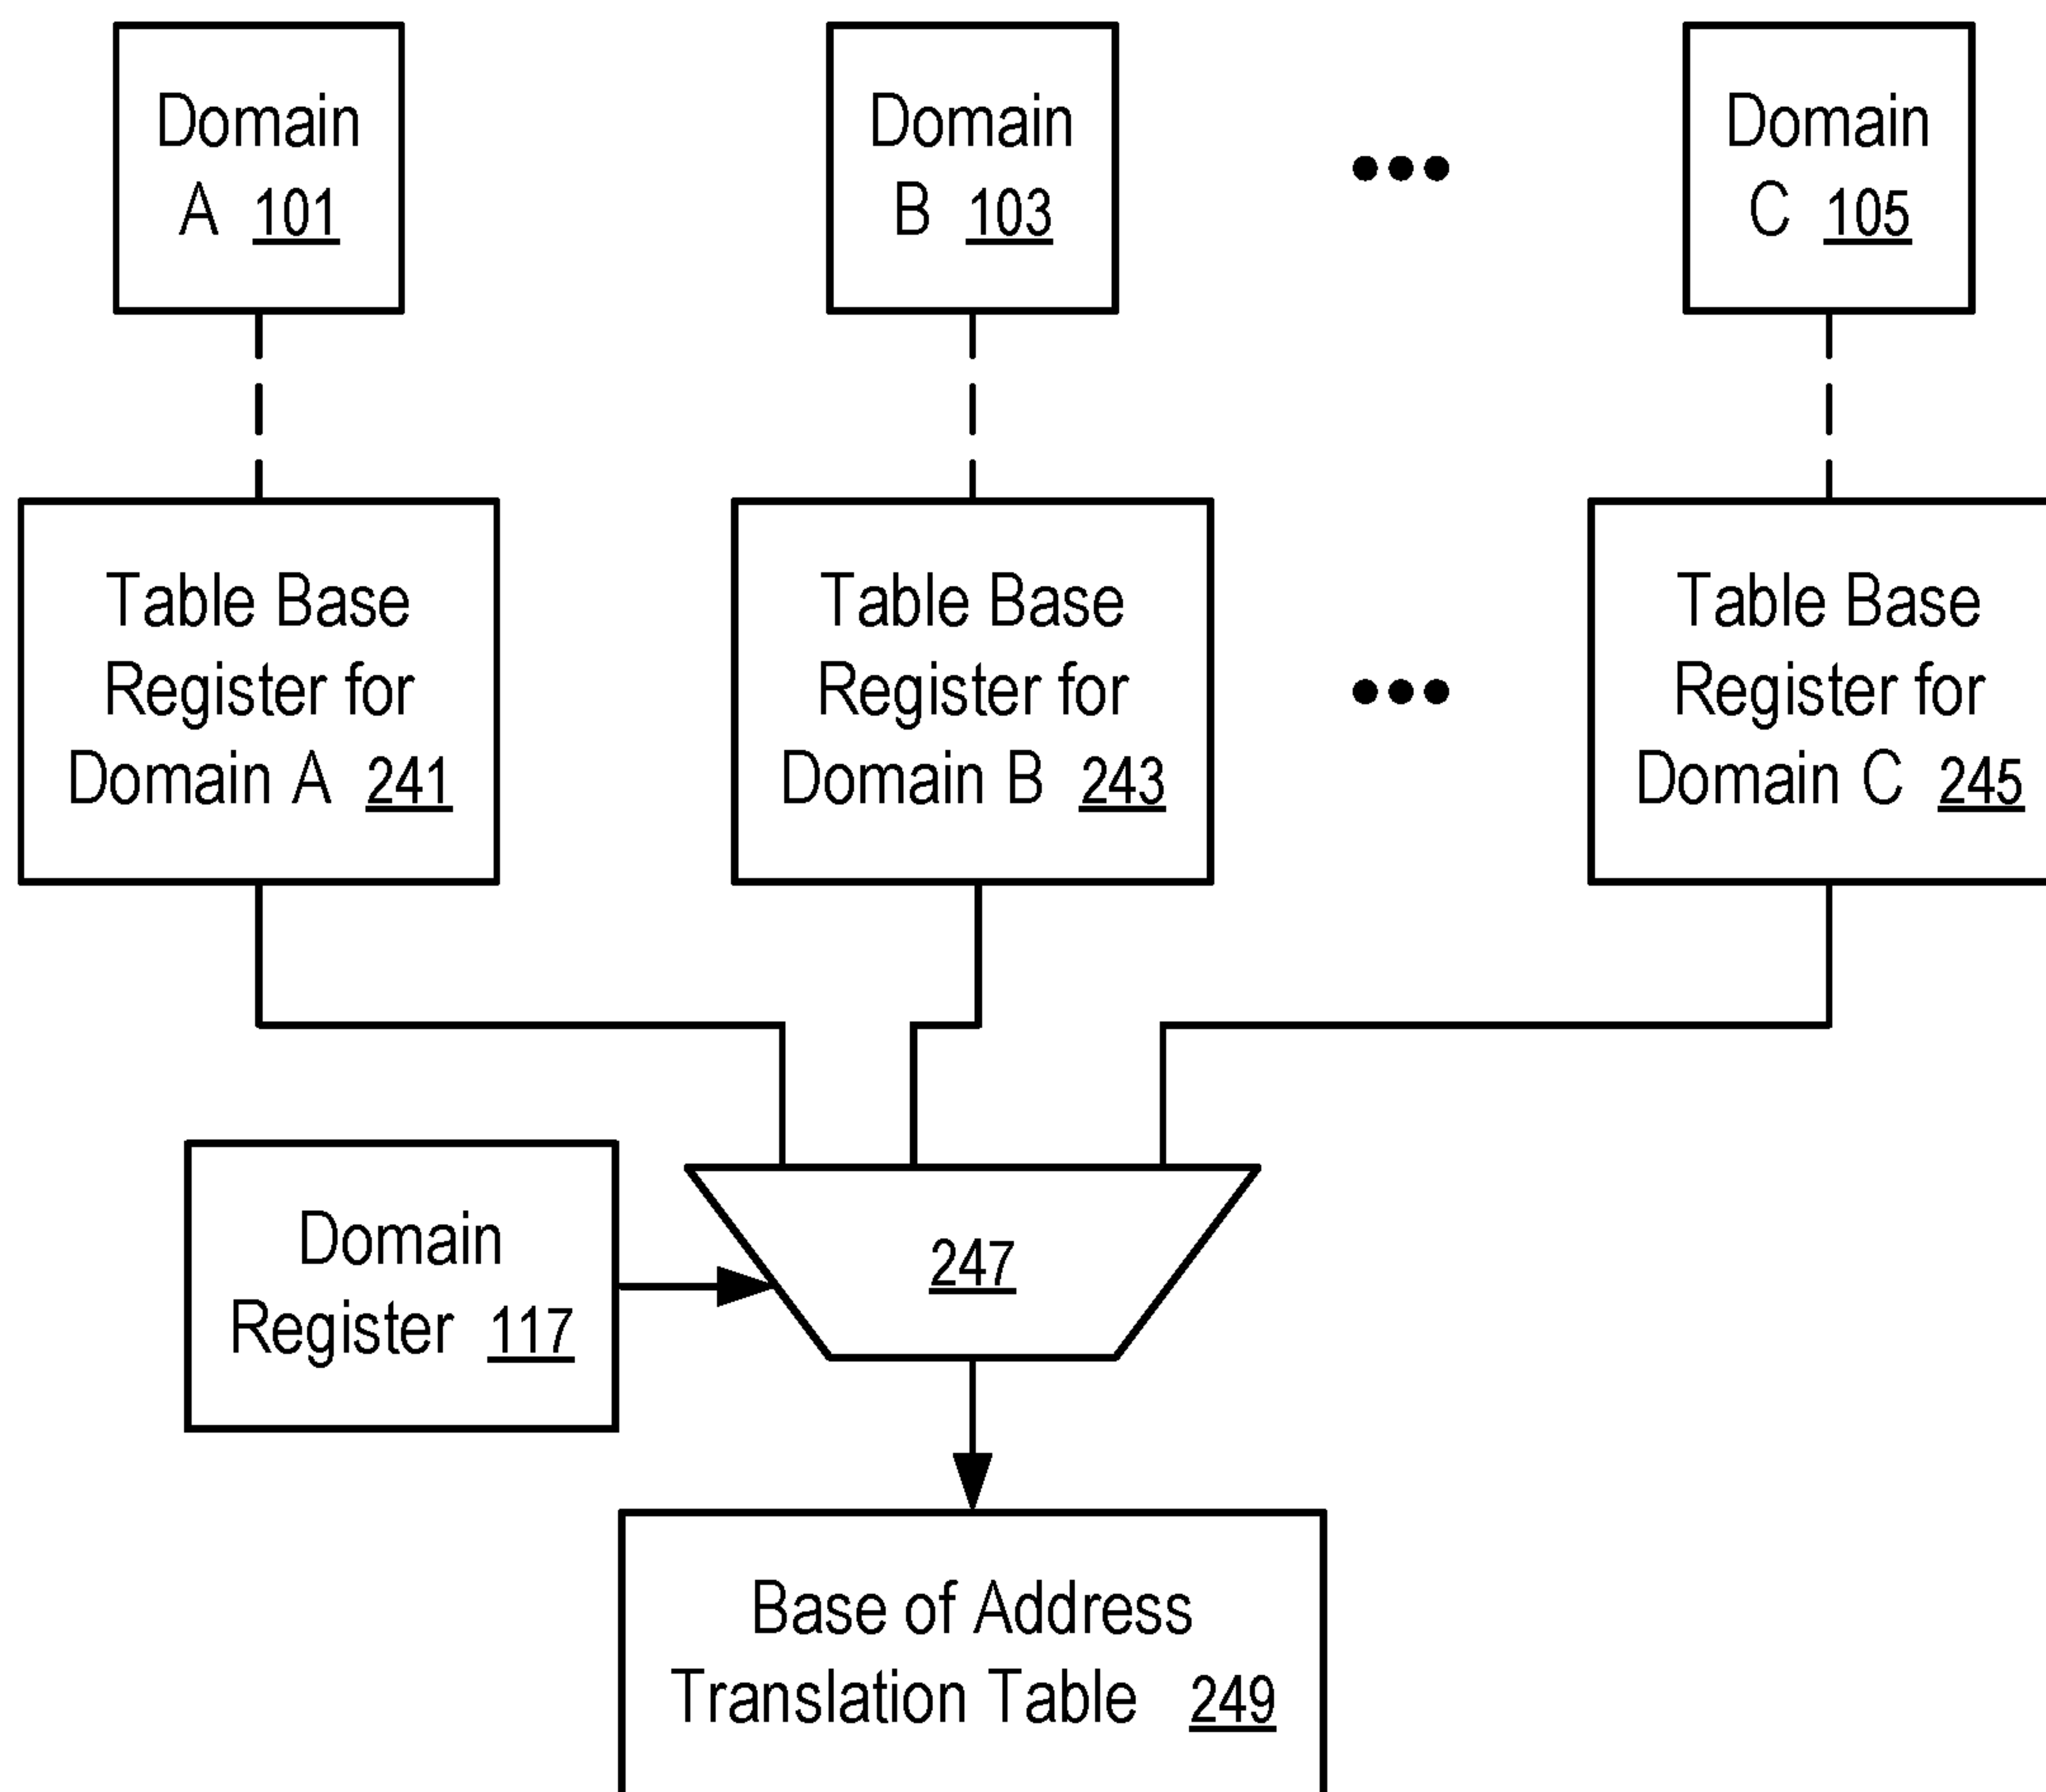 Domain
A 101
Domain
B 103
Domain
C 105
Table Base
Register for
Domain A 241
Table Base
Register for
Domain B 243
Table Base
Register for
Domain C 245
Domain
Register 117
247
Base of Address
Translation Table 249